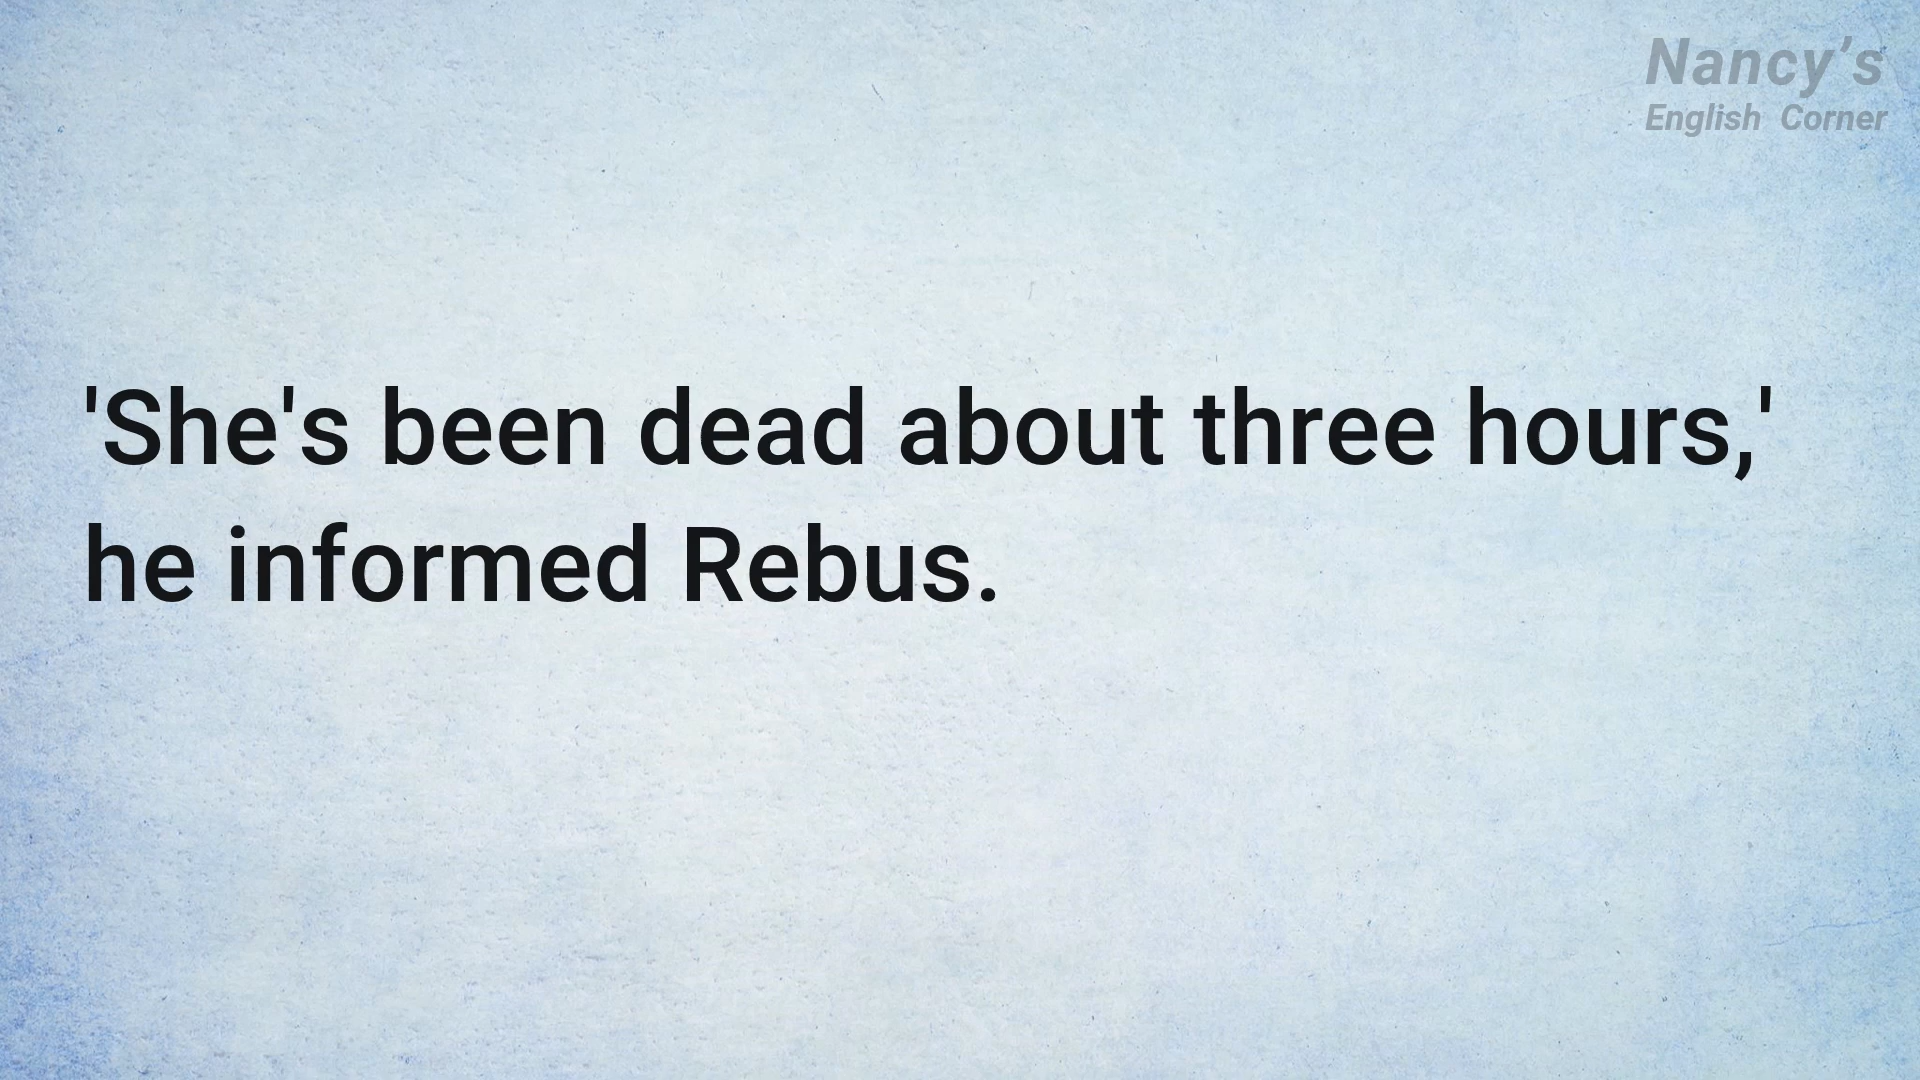 Nancy’s
English Corner
'She's been dead about three hours,'
he informed Rebus.